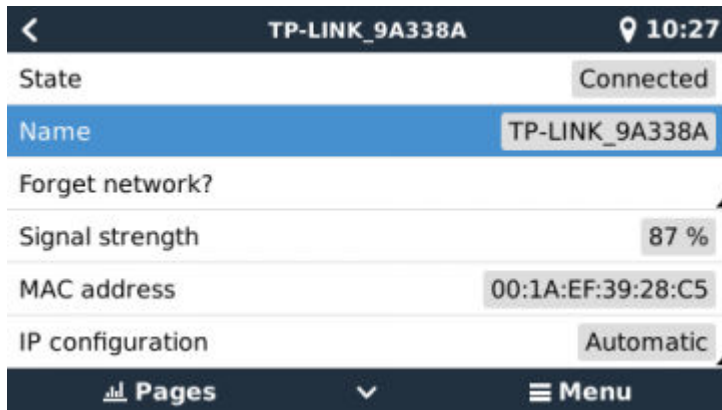 TP-LINK_9A338A 10:27
State Connected
Name TP-LINK_9A338A
Forget network?
Signal strength 87 %
MAC address 00:1A:EF:39:28:C5
IP configuration Automatic
Pages Menu